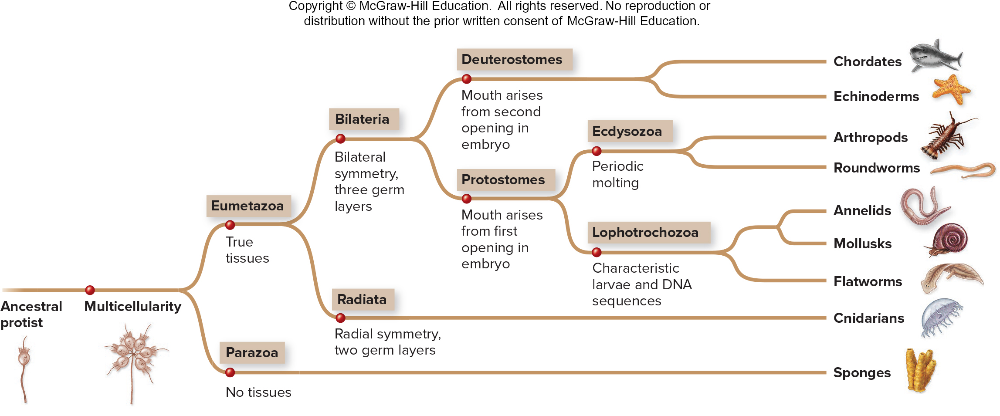 Copyright © McGraw-Hill Education. All rights reserved. No reproduction or
distribution without the prior written consent of McGraw-Hill Education.
Deuterostomes
Mouth arises
from second
opening in
embryo
Bilateria
Bilateral
symmetry,
three germ
layers
Ecdysozoa
Periodic
molting
Protostomes
Mouth arises
from first
opening in
embryo
Eumetazoa
True
tissues
Lophotrochozoa
Characteristic
larvae and DNA
sequences
Radiata
Radial symmetry,
two germ layers
Ancestral
protist
Multicellularity
Parazoa
No tissues
Chordates
Echinoderms
Arthropods
Roundworms
Annelids
Mollusks
Flatworms
Cnidarians
Sponges